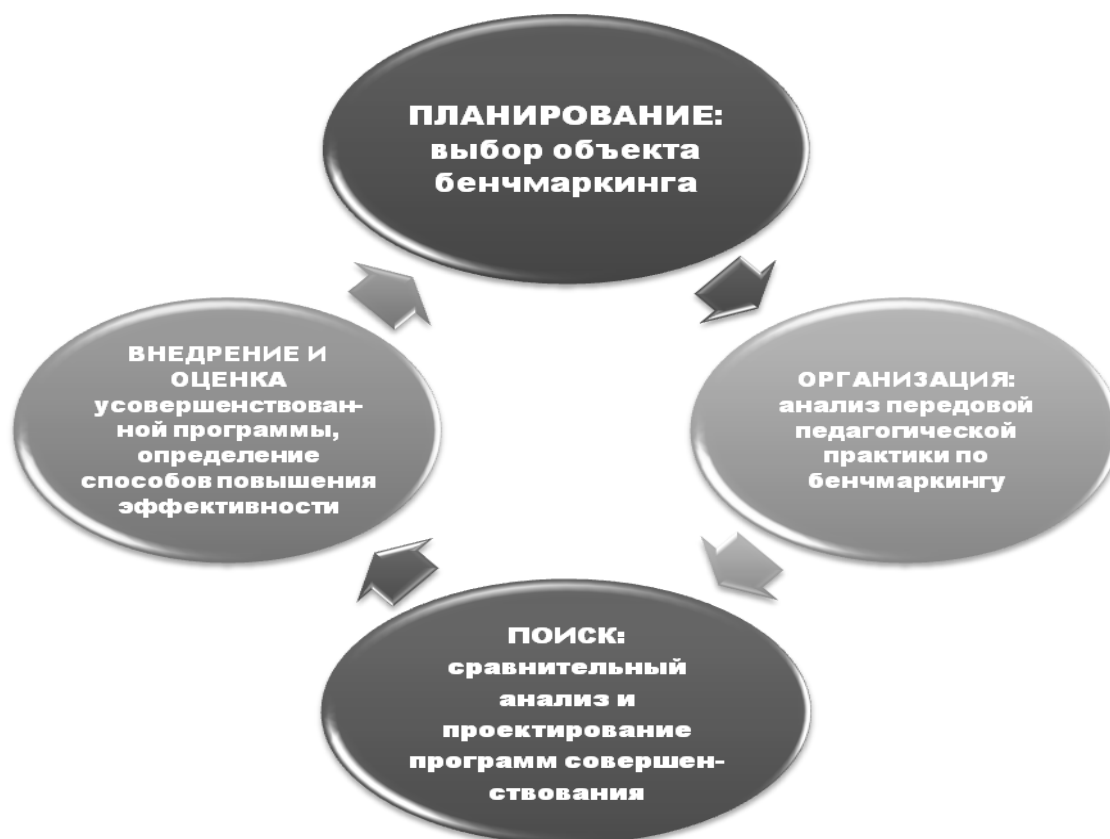 ПЛАНИРОВАНИЕ:
выбор объекта
бенчмаркинга
ОРГАНИЗАЦИЯ:
анализ передовой
педагогической
практики по
бенчмаркингу
ПОИСК:
сравнительный
анализ и
проектирование
программ совершен-
ствования
ВНЕДРЕНИЕ И
ОЦЕНКА
усовершенствован-
ной программы,
определение
способов повышения
эффективности